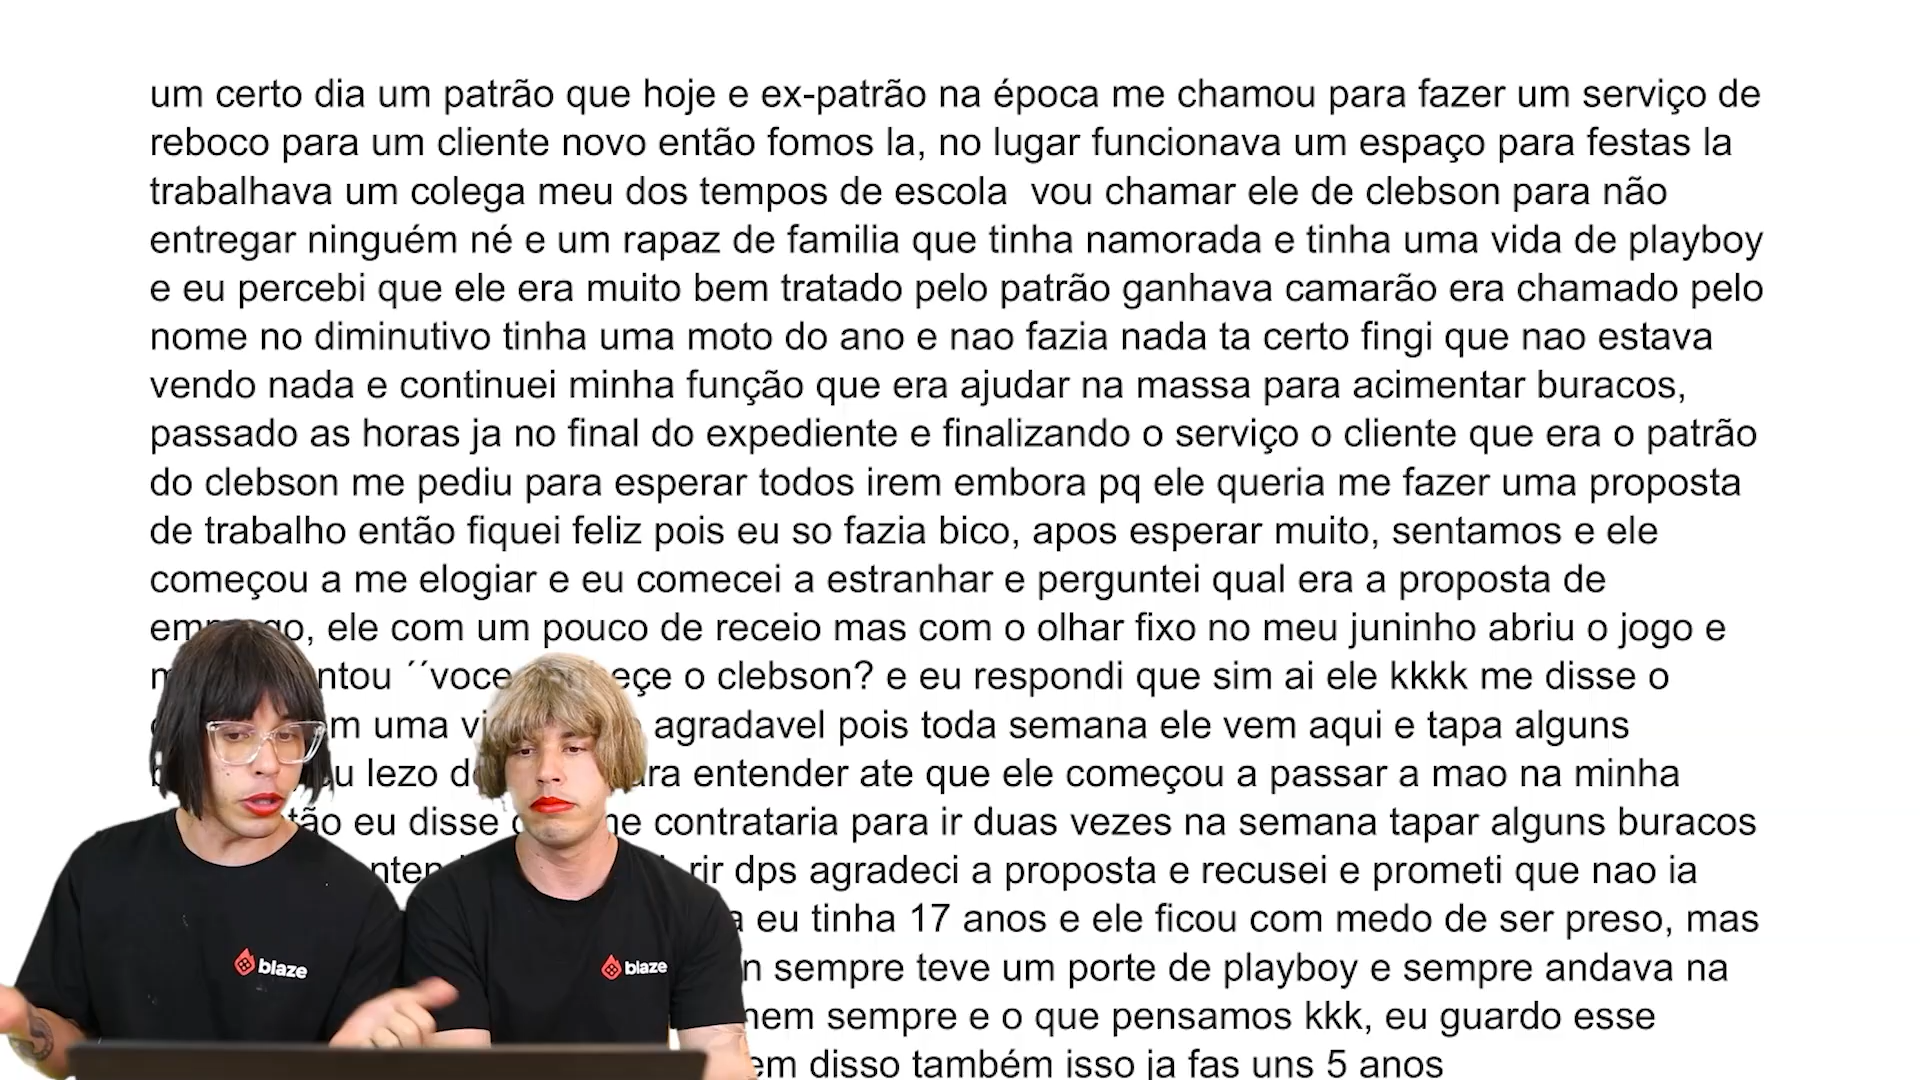 um certo dia um patrão que hoje e ex-patrão na época me chamou para fazer um serviço de
reboco para um cliente novo então fomos la, no lugar funcionava um espaço para festas la
trabalhava um colega meu dos tempos de escola  vou chamar ele de clebson para não
entregar ninguém né e um rapaz de familia que tinha namorada e tinha uma vida de playboy
e eu percebi que ele era muito bem tratado pelo patrão ganhava camarão era chamado pelo
nome no diminutivo tinha uma moto do ano e nao fazia nada ta certo fingi que nao estava
vendo nada e continuei minha função que era ajudar na massa para acimentar buracos,
passado as horas ja no final do expediente e finalizando o serviço o cliente que era o patrão
do clebson me pediu para esperar todos irem embora pq ele queria me fazer uma proposta
de trabalho então fiquei feliz pois eu so fazia bico, apos esperar muito, sentamos e ele
começou a me elogiar e eu comecei a estranhar e perguntei qual era a proposta de
ele com um pouco de receio mas com o olhar fixo no meu juninho abriu o jogo e
´´voce o clebson? e eu respondi que sim ai ele kkkk me disse o
uma agradavel pois toda semana ele vem aqui e tapa alguns
lezo entender ate que ele começou a passar a mao na minha
eu disse contrataria para ir duas vezes na semana tapar alguns buracos
rir dps agradeci a proposta e recusei e prometi que nao ia
eu tinha 17 anos e ele ficou com medo de ser preso, mas
sempre teve um porte de playboy e sempre andava na
sempre e o que pensamos kkk, eu guardo esse
disso também isso ja fas uns 5 anos
blaze
blaze